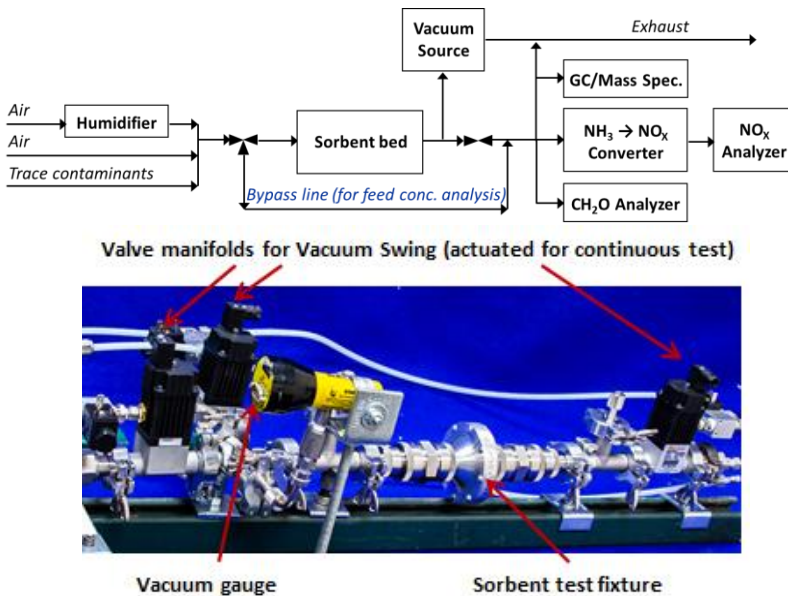 Vacuum
Source
Exhaust
GC/Mass Spec.
Air
Humidifier
Air
Trace contaminants
Sorbent bed
NH₃ → NOₓ
Converter
NOₓ
Analyzer
Bypass line (for feed conc. analysis)
CH₂O Analyzer
Valve manifolds for Vacuum Swing (actuated for continuous test)
Vacuum gauge
Sorbent test fixture